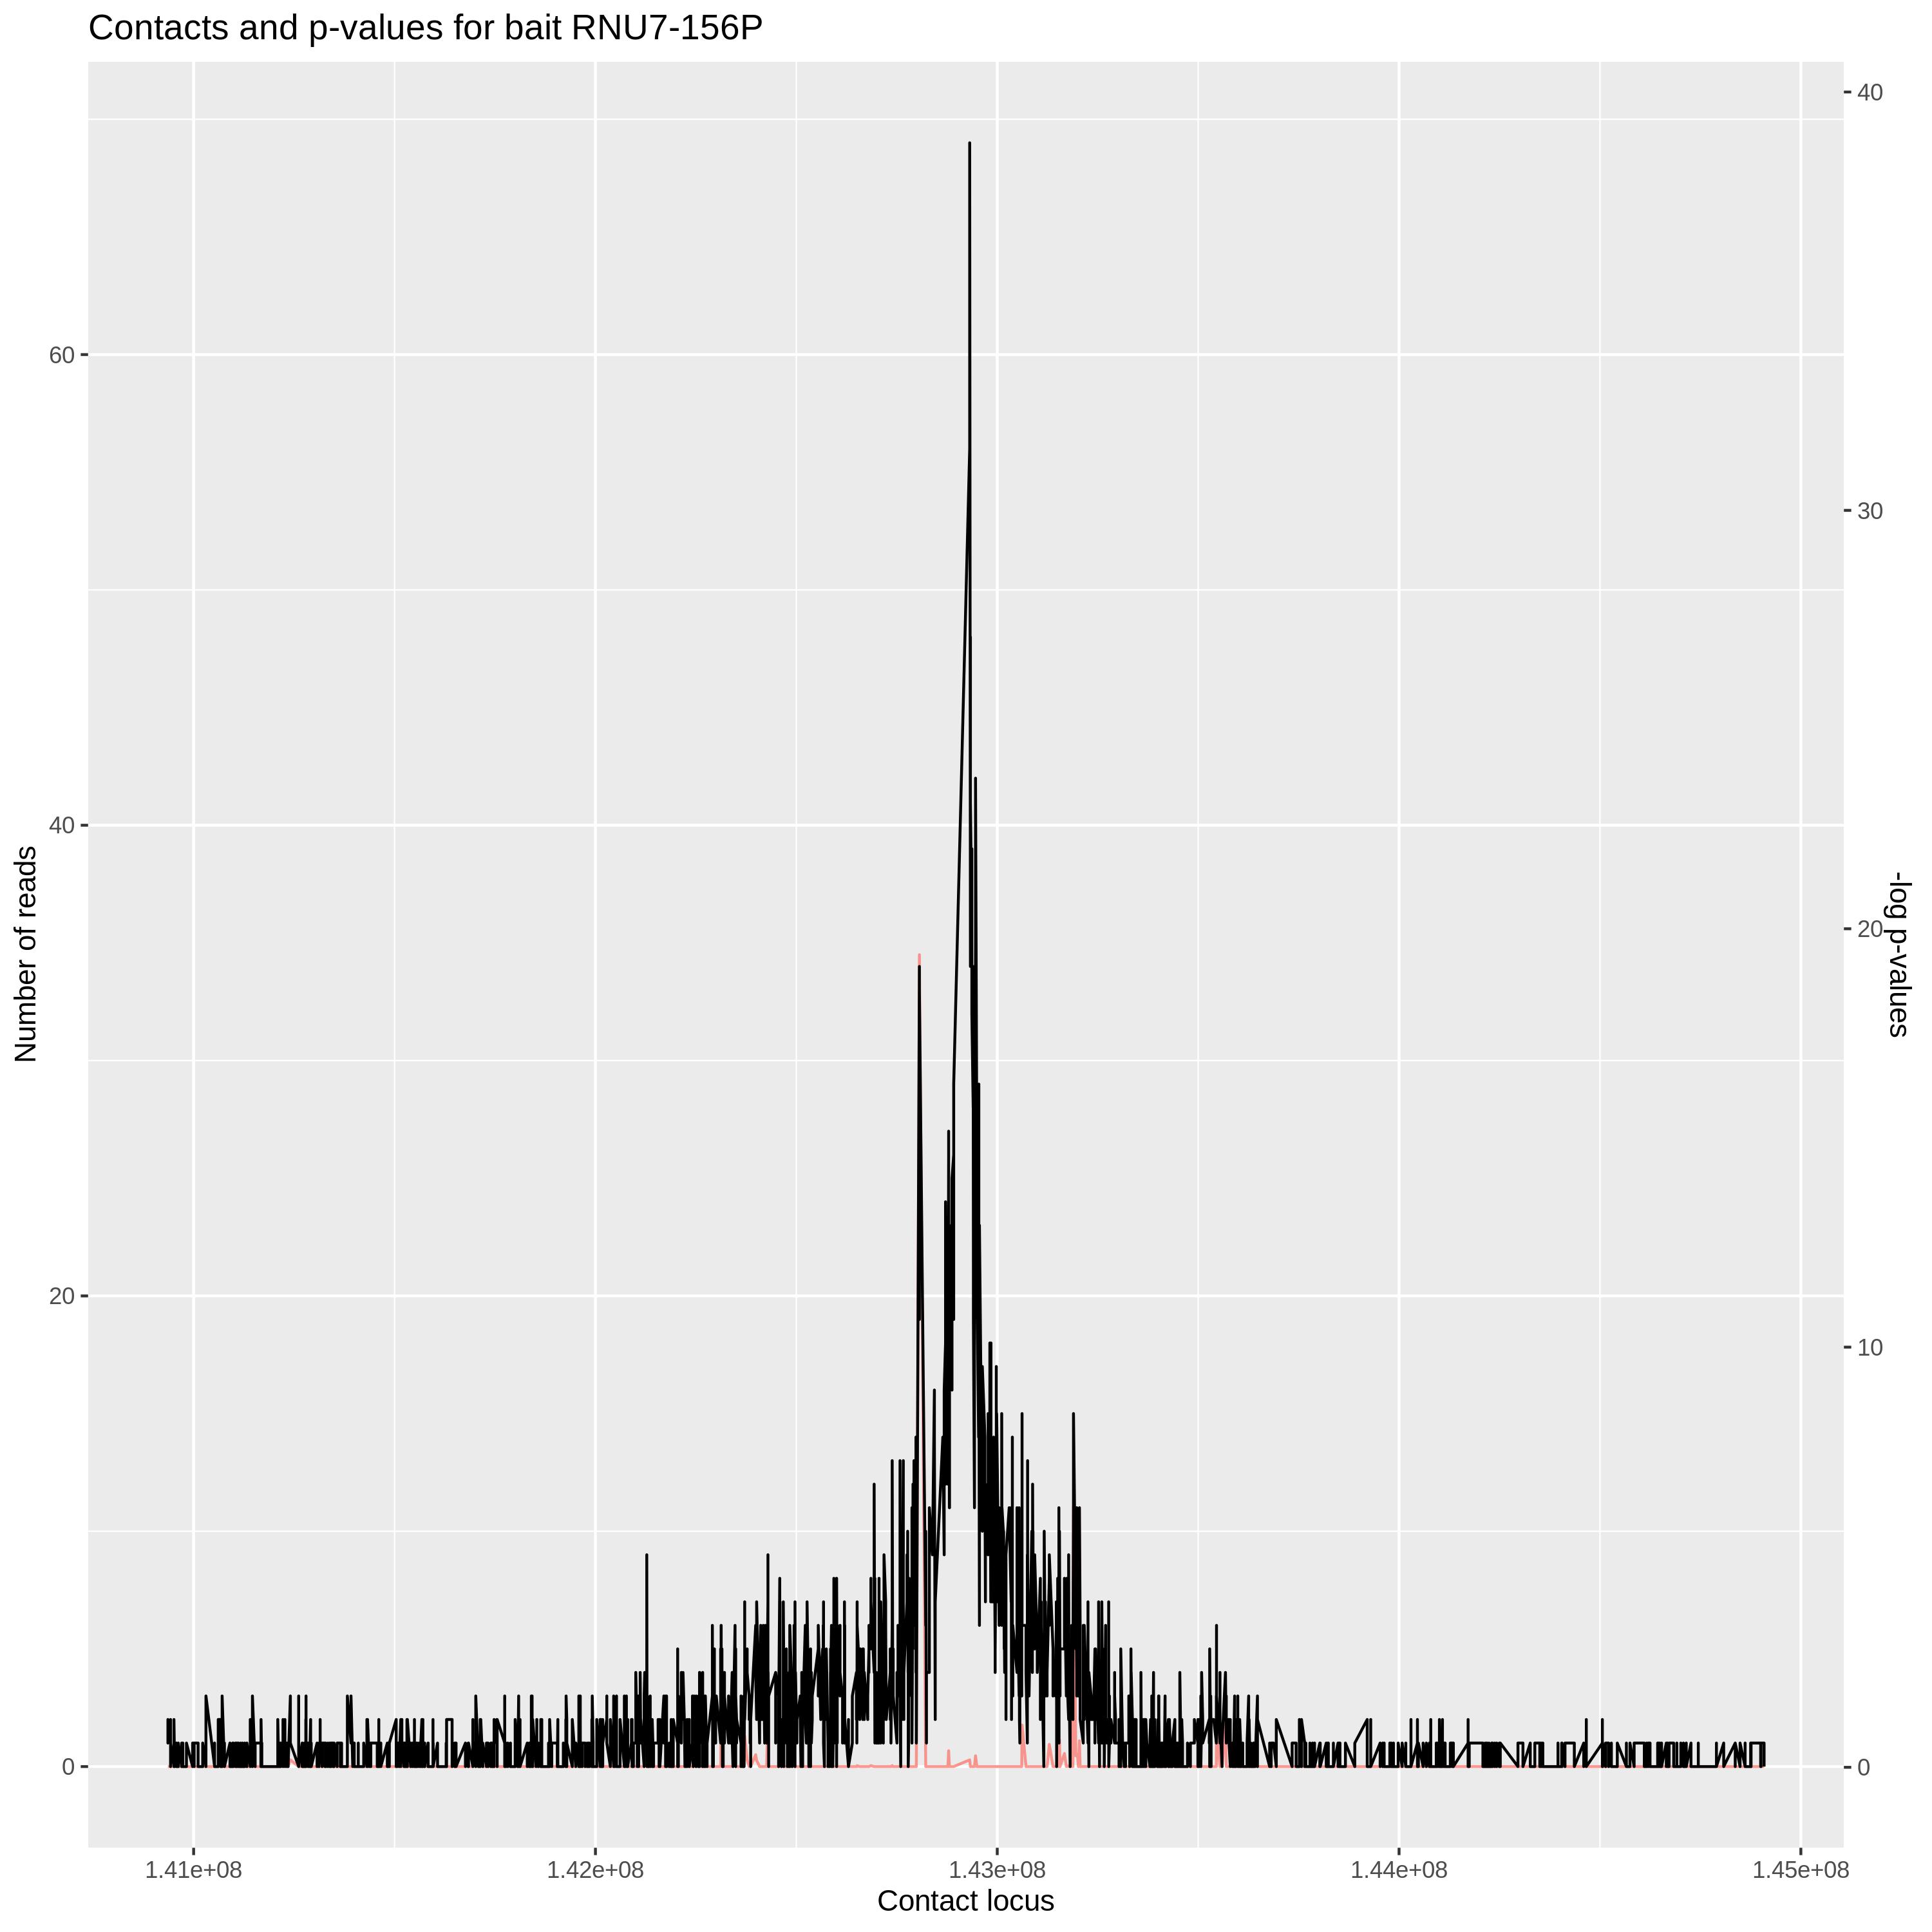 Contacts and p-values for bait RNU7-156P
60
40
20
0
Number of reads
40
30
20
10
0
-log p-values
1.41e+08
1.42e+08
1.43e+08
1.44e+08
1.45e+08
Contact locus